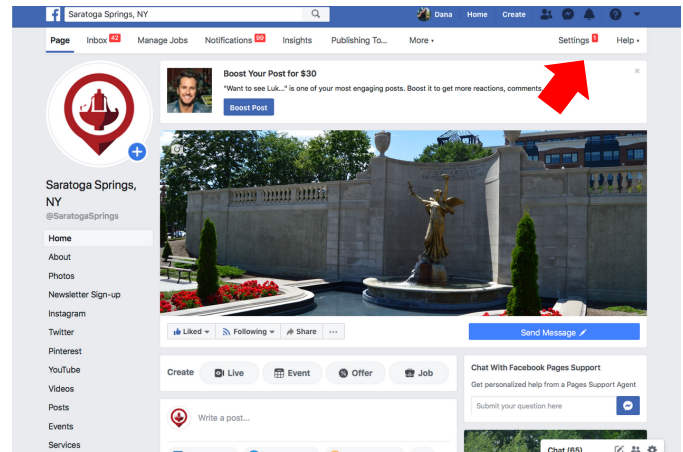 Saratoga Springs, NY
Dana Home Create
Page Inbox 42 Manage Jobs Notifications 99 Insights Publishing To... More Settings 1 Help
Boost Your Post for $30
"Want to see Luk..." is one of your most engaging posts. Boost it to get more reactions, comments
Boost Post
Saratoga Springs,
NY
@SaratogaSprings
Home
About
Photos
Newsletter Sign-up
Instagram
Twitter
Pinterest
YouTube
Videos
Posts
Events
Services
Liked Following Share ...
Send Message
Create Live Event Offer Job
Write a post...
Chat With Facebook Pages Support
Get personalized help from a Pages Support Agent
Submit your question here
Chat (65)